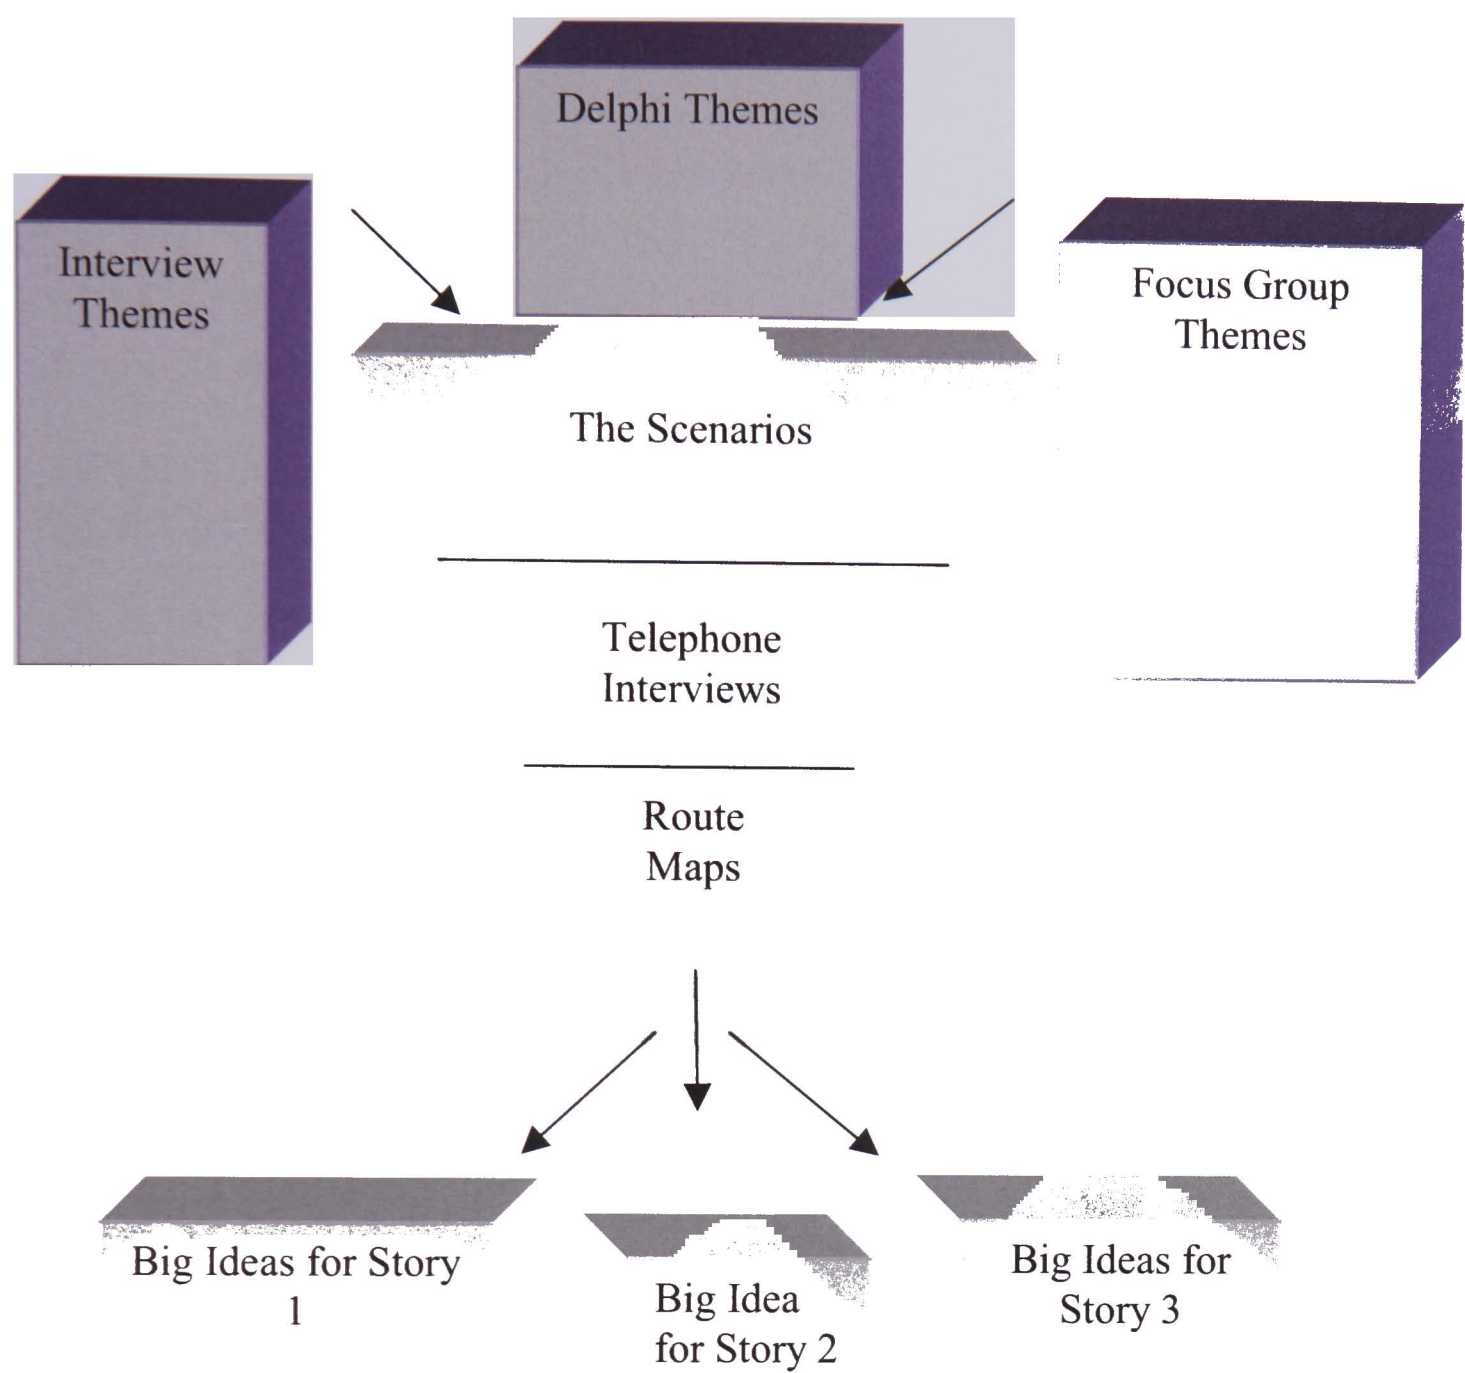 Delphi Themes
Interview
Themes
Focus Group
Themes
The Scenarios
Telephone
Interviews
Route
Maps
Big Ideas for Story
1
Big Idea
for Story 2
Big Ideas for
Story 3